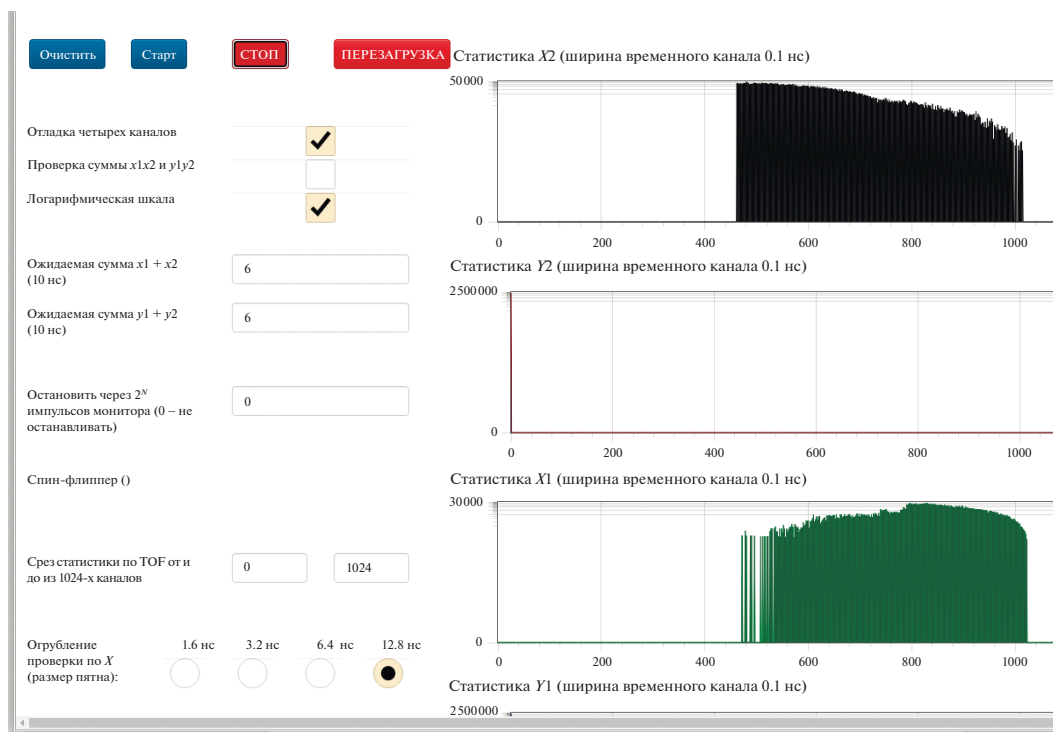 Очистить
Старт
СТОП
ПЕРЕЗАГРУЗКА
Отладка четырех каналов
Проверка суммы x1x2 и y1y2
Логарифмическая шкала
Ожидаемая сумма x1 + x2
(10 нс)
6
Ожидаемая сумма y1 + y2
(10 нс)
6
Остановить через 2^N
импульсов монитора (0 – не
останавливать)
0
Спин-флиппер ()
Срез статистики по TOF от и
до из 1024-х каналов
0
1024
Огрубление
проверки по X
(размер пятна):
1.6 нс
3.2 нс
6.4 нс
12.8 нс
Статистика X2 (ширина временного канала 0.1 нс)
50000
0
0 200 400 600 800 1000
Статистика Y2 (ширина временного канала 0.1 нс)
2500000
0
0 200 400 600 800 1000
Статистика X1 (ширина временного канала 0.1 нс)
30000
0
0 200 400 600 800 1000
Статистика Y1 (ширина временного канала 0.1 нс)
2500000